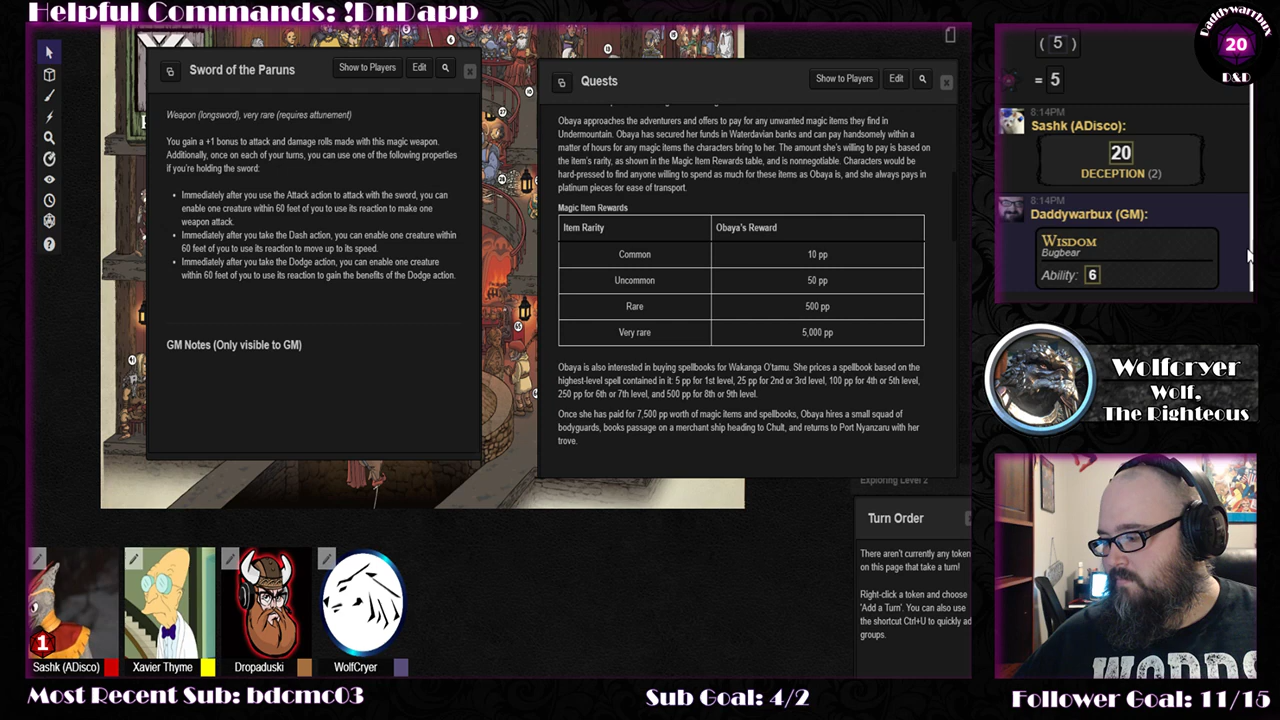 Helpful Commands: !DnDapp
Sword of the Paruns
Show to Players
Edit
Weapon (longsword), very rare (requires attunement)
You gain a +1 bonus to attack and damage rolls made with this magic weapon.
Additionally, once on each of your turns, you can use one of the following properties
if you're holding the sword:
• Immediately after you use the Attack action to attack with the sword, you can
enable one creature within 60 feet of you to use its reaction to make one
weapon attack.
• Immediately after you take the Dash action, you can enable one creature within
60 feet of you to use its reaction to move up to its speed.
• Immediately after you take the Dodge action, you can enable one creature
within 60 feet of you to use its reaction to gain the benefits of the Dodge action.
GM Notes (Only visible to GM)
Quests
Show to Players
Edit
Obaya approaches the adventurers and offers to pay for any unwanted magic items they find in
Undermountain. Obaya has secured her funds in Waterdavian banks and can pay handsomely within a
matter of hours for any magic items the characters bring to her. The amount she's willing to pay is based on
the item's rarity, as shown in the Magic Item Rewards table, and is nonnegotiable. Characters would be
hard-pressed to find anyone willing to spend as much for these items as Obaya is, and she always pays in
platinum pieces for ease of transport.
Magic Item Rewards
Item Rarity Obaya's Reward
Common 10 pp
Uncommon 50 pp
Rare 500 pp
Very rare 5,000 pp
Obaya is also interested in buying spellbooks for Wakanga O'tamu. She prices a spellbook based on the
highest-level spell contained in it: 5 pp for 1st level, 25 pp for 2nd or 3rd level, 100 pp for 4th or 5th level,
250 pp for 6th or 7th level, and 500 pp for 8th or 9th level.
Once she has paid for 7,500 pp worth of magic items and spellbooks, Obaya hires a small squad of
bodyguards, books passage on a merchant ship heading to Chult, and returns to Port Nyanzaru with her
trove.
Exploring Level 2
Turn Order
There aren't currently any token
on this page that take a turn!
Right-click a token and choose
'Add a Turn'. You can also use
the shortcut Ctrl+U to quickly ad
groups.
( 5 )
= 5
8:14PM
Sashk (ADisco):
20
DECEPTION (2)
8:14PM
Daddywarbux (GM):
WISDOM
Bugbear
Ability: 6
Daddywarrbux
20
D&D
Wolfcryer
Wolf,
The Righteous
1
Sashk (ADisco)
Xavier Thyme
Dropaduski
WolfCryer
Most Recent Sub: bdcmc03
Sub Goal: 4/2
Follower Goal: 11/15